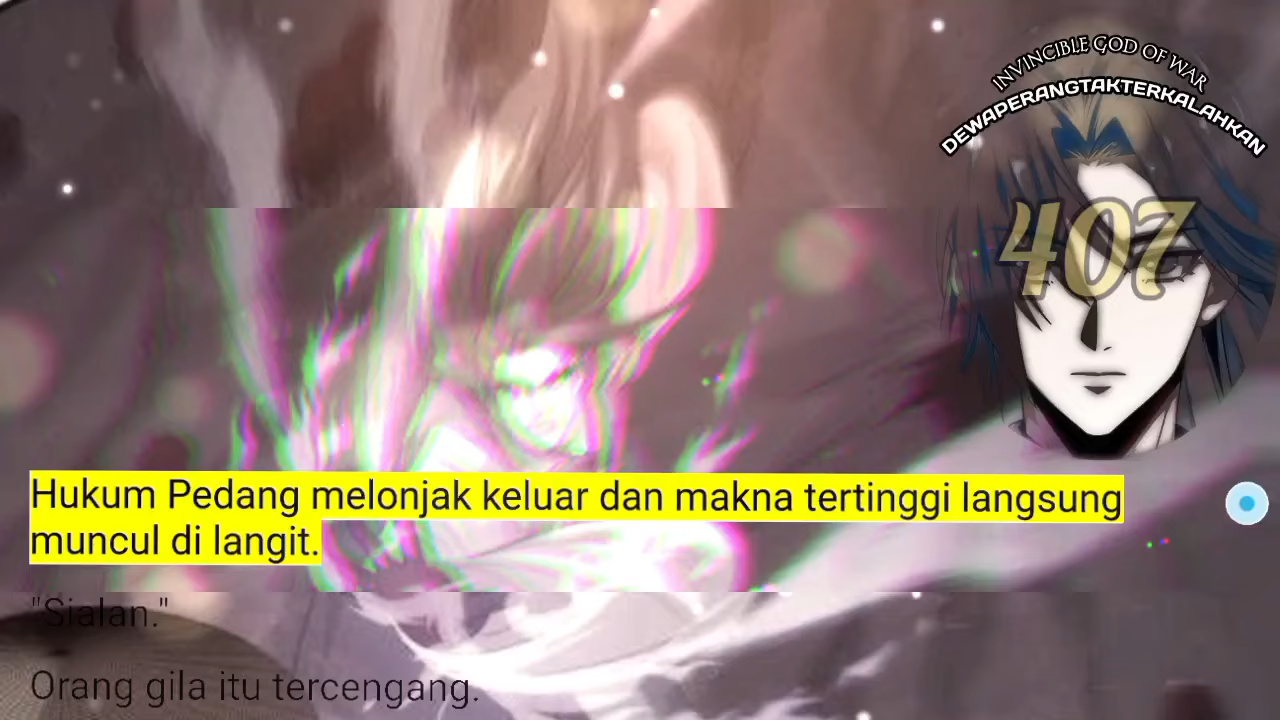 INVINCIBLE GOD OF WAR
DEWAPERANGTAKTERKALAHKAN
407
Hukum Pedang melonjak keluar dan makna tertinggi langsung
muncul di langit.
"Sialan."
Orang gila itu tercengang.